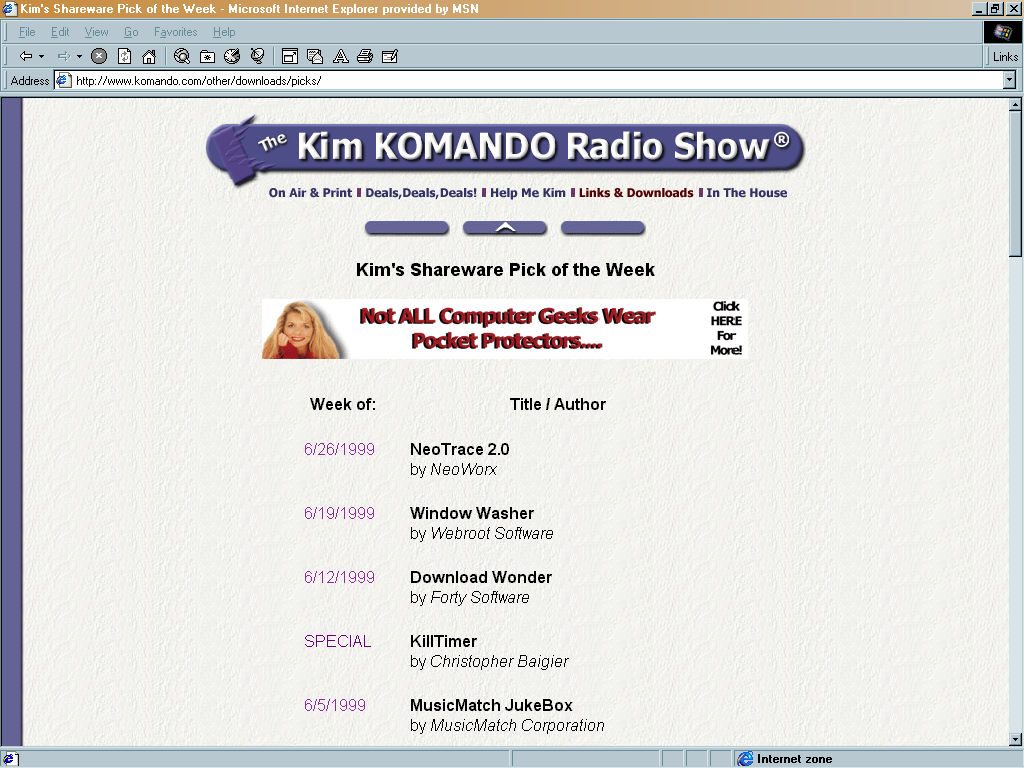 Kim's Shareware Pick of the Week - Microsoft Internet Explorer provided by MSN
File Edit View Go Favorites Help
Links
Address http://www.komando.com/other/downloads/picks/
The Kim KOMANDO Radio Show®
On Air & Print Deals,Deals,Deals! Help Me Kim Links & Downloads In The House
Kim's Shareware Pick of the Week
Not ALL Computer Geeks Wear
Pocket Protectors....
Click
HERE
For
More!
Week of: Title / Author
6/26/1999 NeoTrace 2.0
by NeoWorx
6/19/1999 Window Washer
by Webroot Software
6/12/1999 Download Wonder
by Forty Software
SPECIAL KillTimer
by Christopher Baigier
6/5/1999 MusicMatch JukeBox
by MusicMatch Corporation
Internet zone